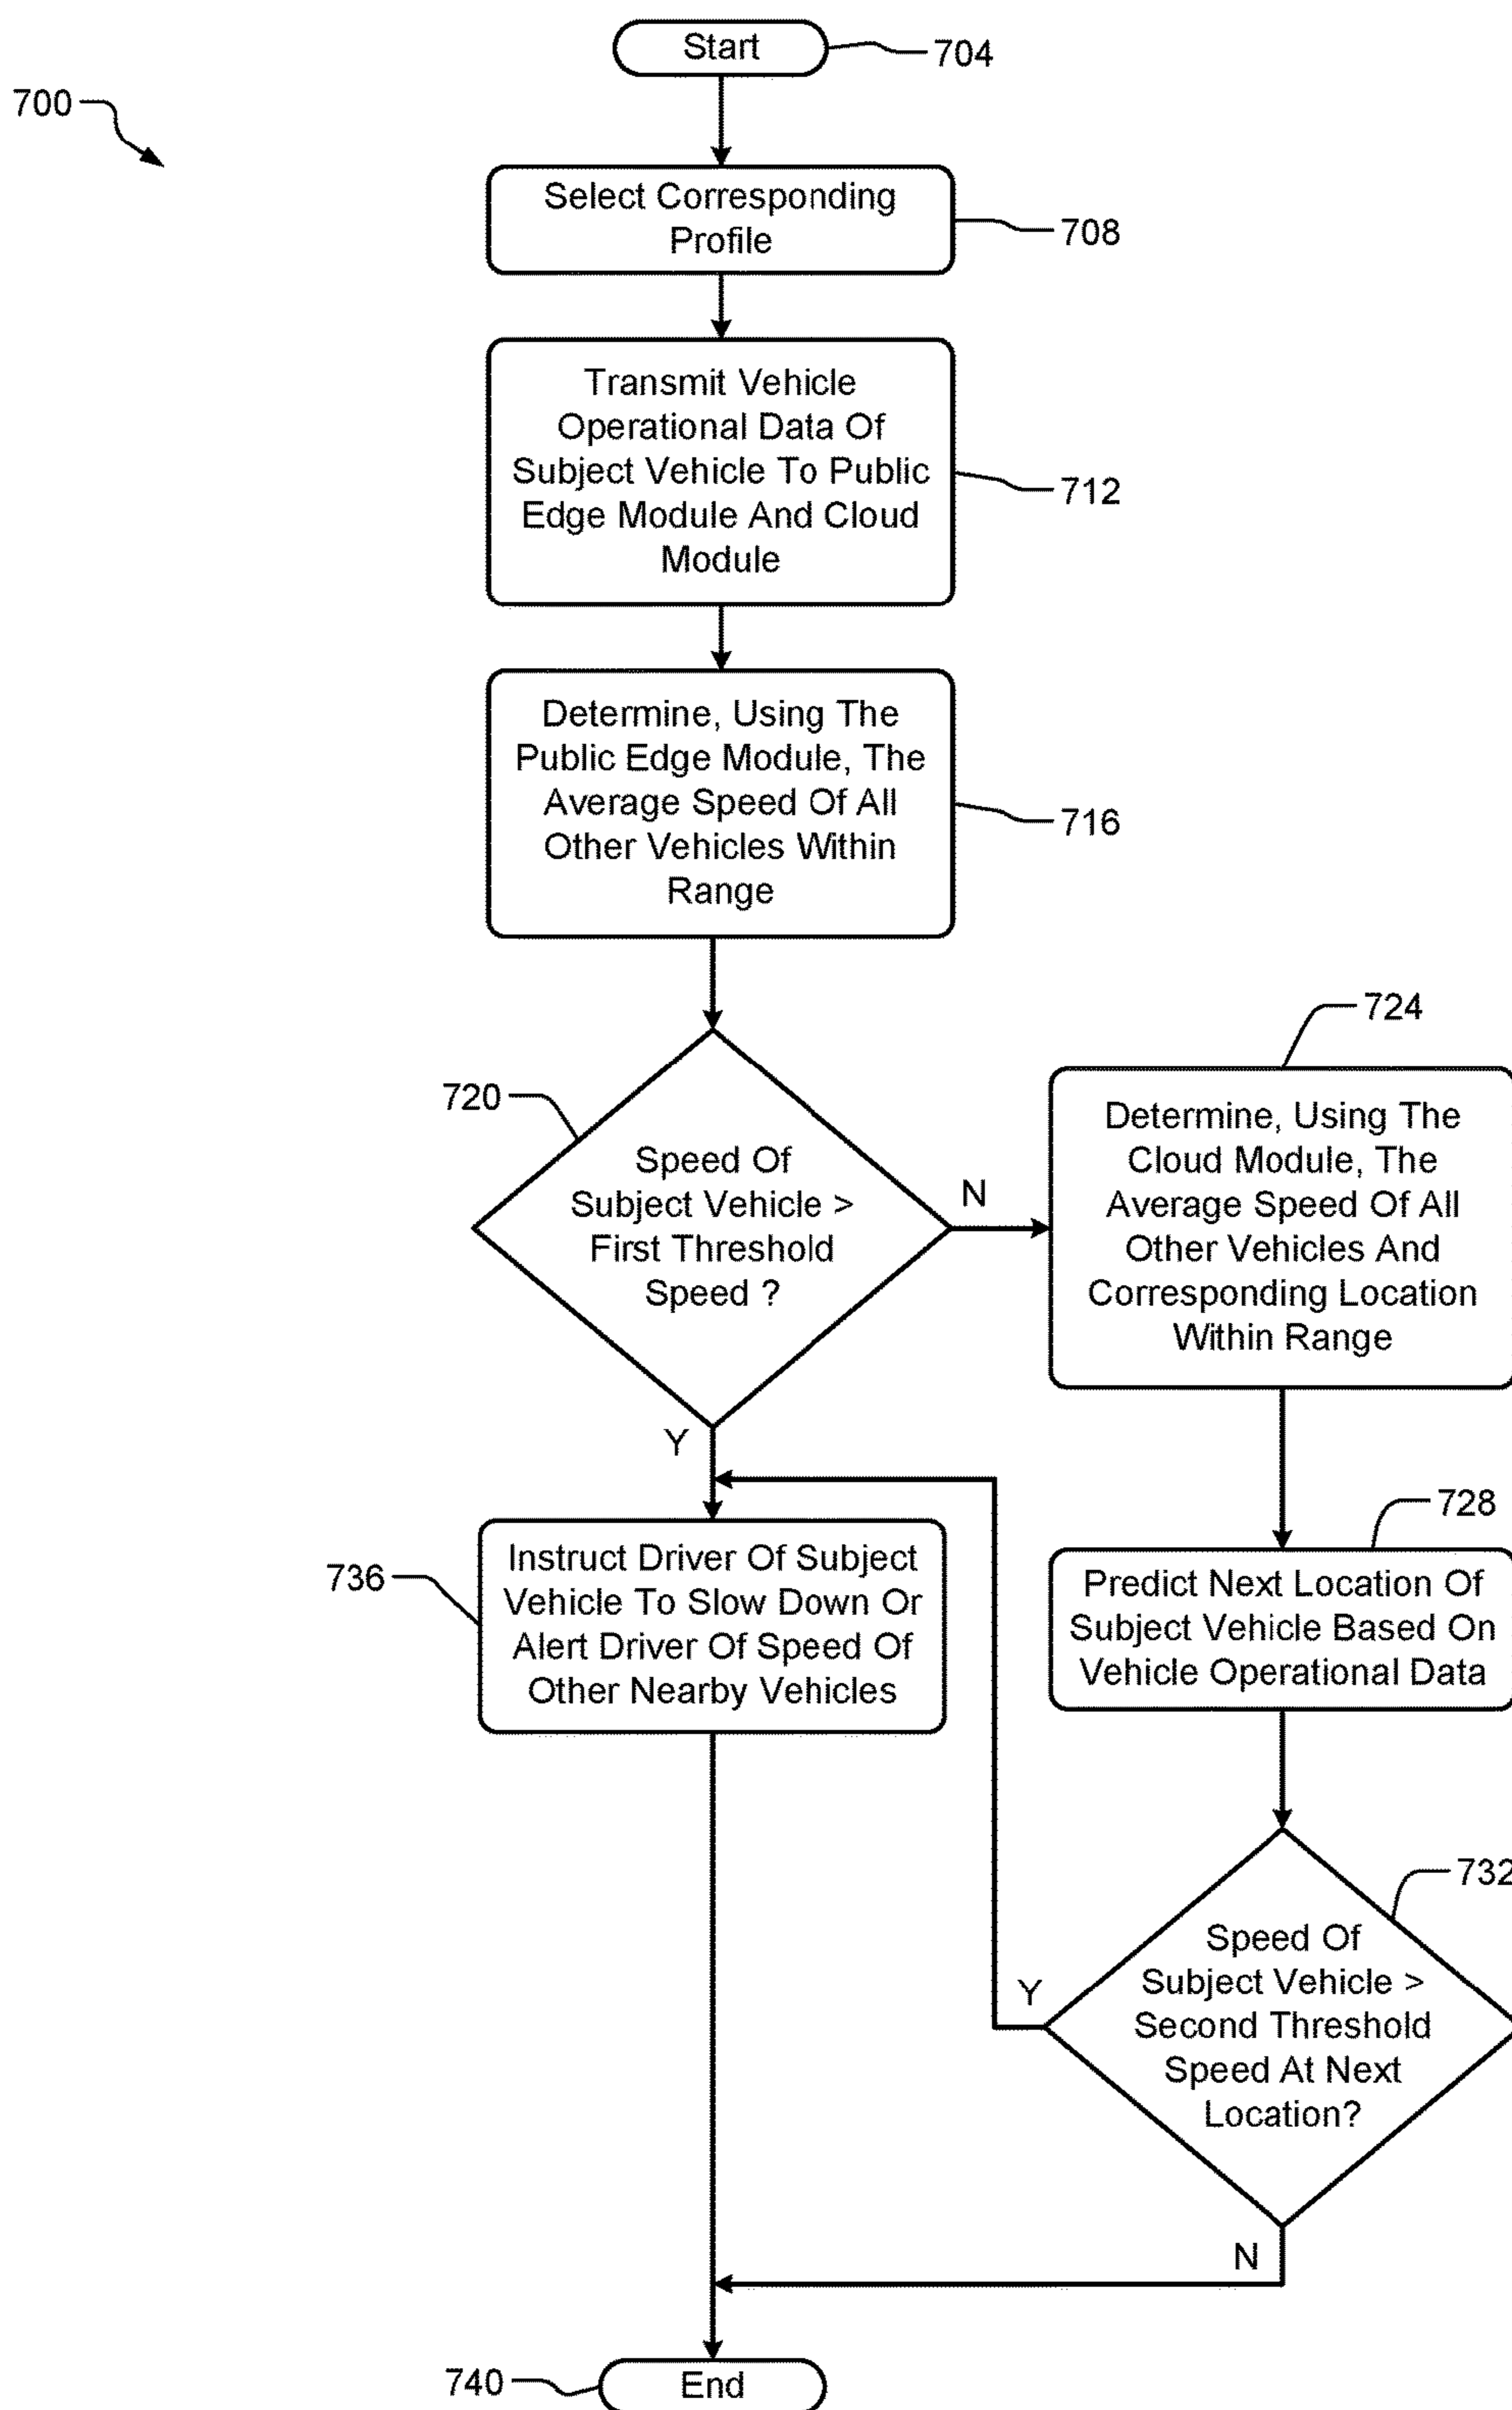 Start
704
700
Select Corresponding
Profile
708
Transmit Vehicle
Operational Data Of
Subject Vehicle To Public
Edge Module And Cloud
Module
712
Determine, Using The
Public Edge Module, The
Average Speed Of All
Other Vehicles Within
Range
716
720
Speed Of
Subject Vehicle >
First Threshold
Speed ?
N
Y
724
Determine, Using The
Cloud Module, The
Average Speed Of All
Other Vehicles And
Corresponding Location
Within Range
728
Predict Next Location Of
Subject Vehicle Based On
Vehicle Operational Data
736
Instruct Driver Of Subject
Vehicle To Slow Down Or
Alert Driver Of Speed Of
Other Nearby Vehicles
732
Speed Of
Subject Vehicle >
Second Threshold
Speed At Next
Location?
Y
N
740
End